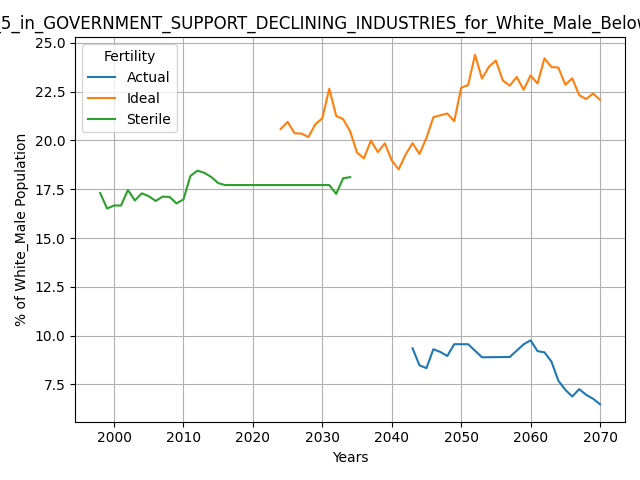 _5_in_GOVERNMENT_SUPPORT_DECLINING_INDUSTRIES_for_White_Male_Below
Fertility
Actual
Ideal
Sterile
% of White_Male Population
25.0
22.5
20.0
17.5
15.0
12.5
10.0
7.5
2000
2010
2020
2030
2040
2050
2060
2070
Years